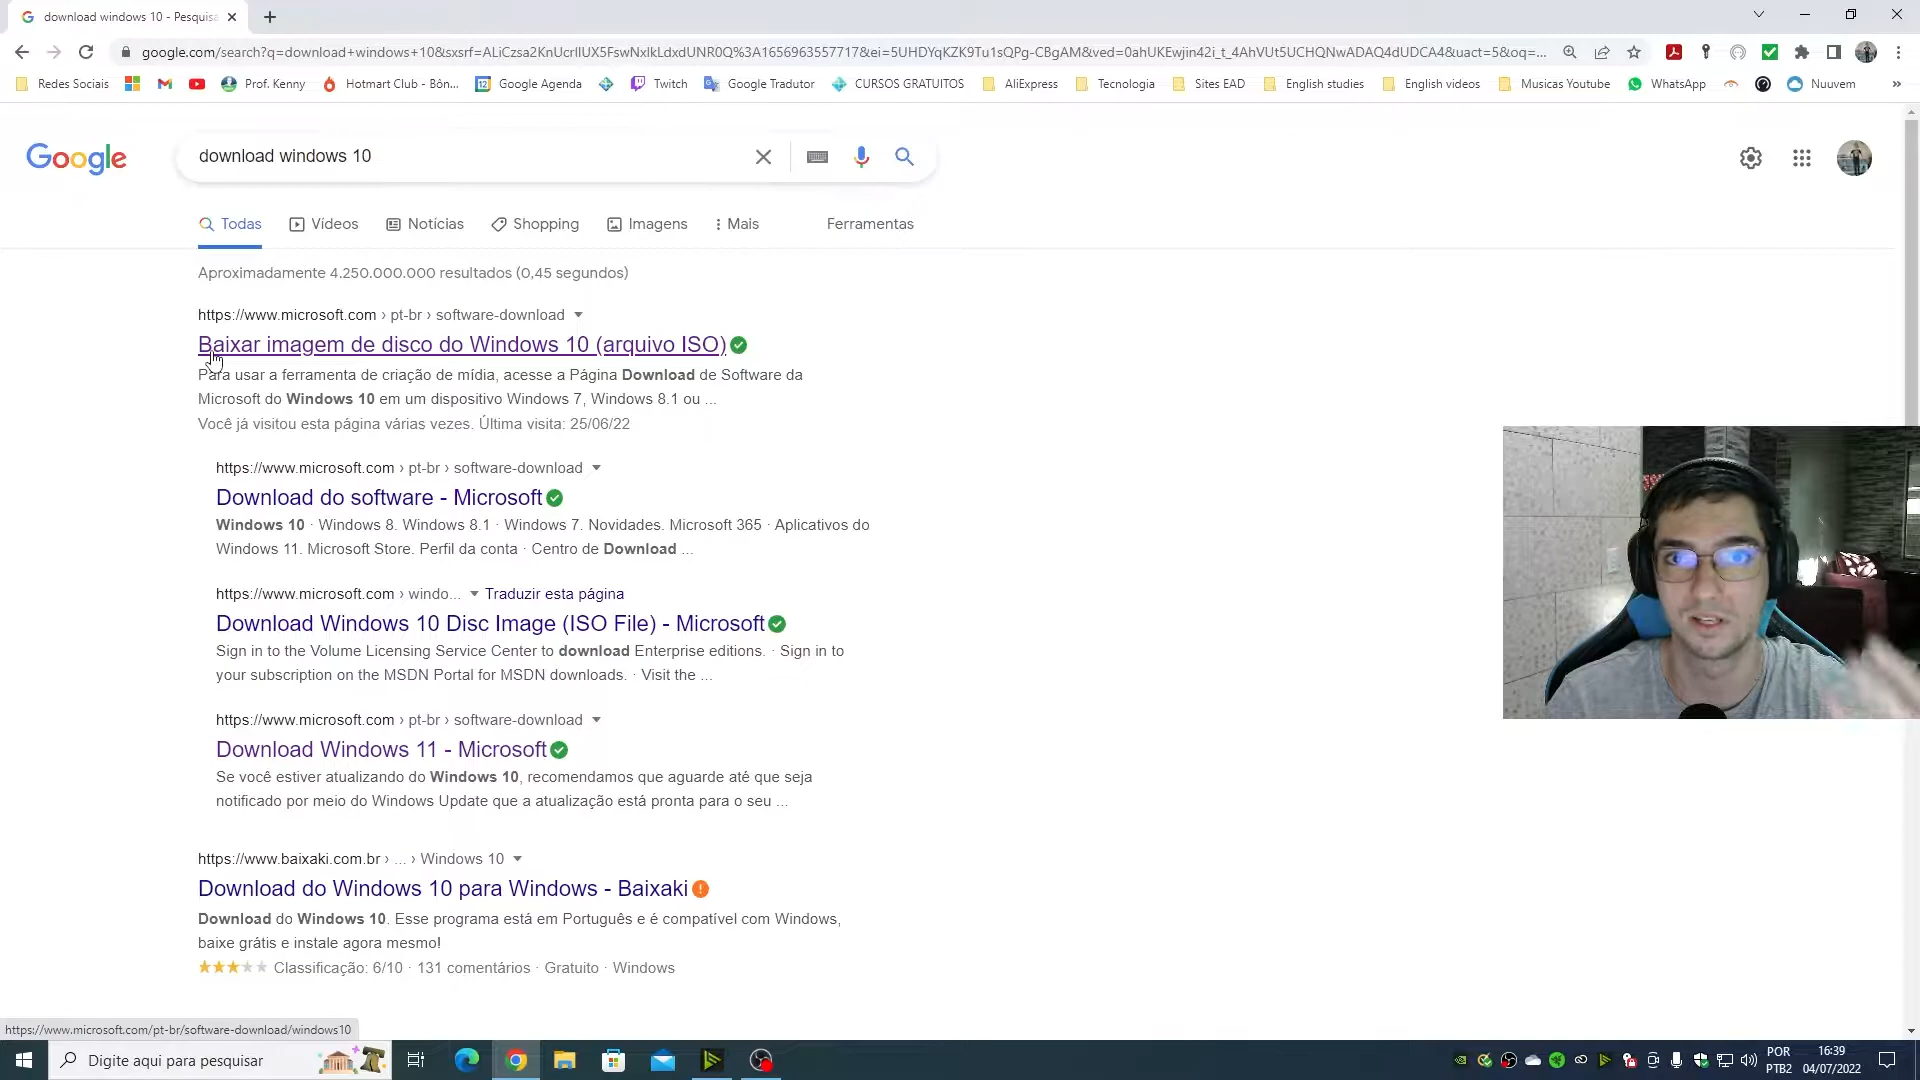 download windows 10 - Pesquisa
google.com/search?q=download+windows+10&sxsrf=ALiCzsa2KnUcrlIUX5FswNxIkLdxdUNR0Q%3A1656963557717&ei=5UHDYqKZK9Tu1sQPg-CBgAM&ved=0ahUKEwjin42i_t_4AhVUt5UCHQNwADAQ4dUDCA4&uact=5&oq=...
Redes Sociais
Prof. Kenny
Hotmart Club - Bôn...
Google Agenda
Twitch
Google Tradutor
CURSOS GRATUITOS
AliExpress
Tecnologia
Sites EAD
English studies
English videos
Musicas Youtube
WhatsApp
Nuuvem
»
Google
download windows 10
Todas
Vídeos
Notícias
Shopping
Imagens
Mais
Ferramentas
Aproximadamente 4.250.000.000 resultados (0,45 segundos)
https://www.microsoft.com › pt-br › software-download
Baixar imagem de disco do Windows 10 (arquivo ISO)
Para usar a ferramenta de criação de mídia, acesse a Página Download de Software da
Microsoft do Windows 10 em um dispositivo Windows 7, Windows 8.1 ou ...
Você já visitou esta página várias vezes. Última visita: 25/06/22
https://www.microsoft.com › pt-br › software-download
Download do software - Microsoft
Windows 10 · Windows 8. Windows 8.1 · Windows 7. Novidades. Microsoft 365 · Aplicativos do
Windows 11. Microsoft Store. Perfil da conta · Centro de Download ...
https://www.microsoft.com › windo... Traduzir esta página
Download Windows 10 Disc Image (ISO File) - Microsoft
Sign in to the Volume Licensing Service Center to download Enterprise editions. · Sign in to
your subscription on the MSDN Portal for MSDN downloads. · Visit the ...
https://www.microsoft.com › pt-br › software-download
Download Windows 11 - Microsoft
Se você estiver atualizando do Windows 10, recomendamos que aguarde até que seja
notificado por meio do Windows Update que a atualização está pronta para o seu ...
https://www.baixaki.com.br › ... › Windows 10
Download do Windows 10 para Windows - Baixaki
Download do Windows 10. Esse programa está em Português e é compatível com Windows,
baixe grátis e instale agora mesmo!
Classificação: 6/10 · 131 comentários · Gratuito · Windows
https://www.microsoft.com/pt-br/software-download/windows10
Digite aqui para pesquisar
POR
PTB2
16:39
04/07/2022